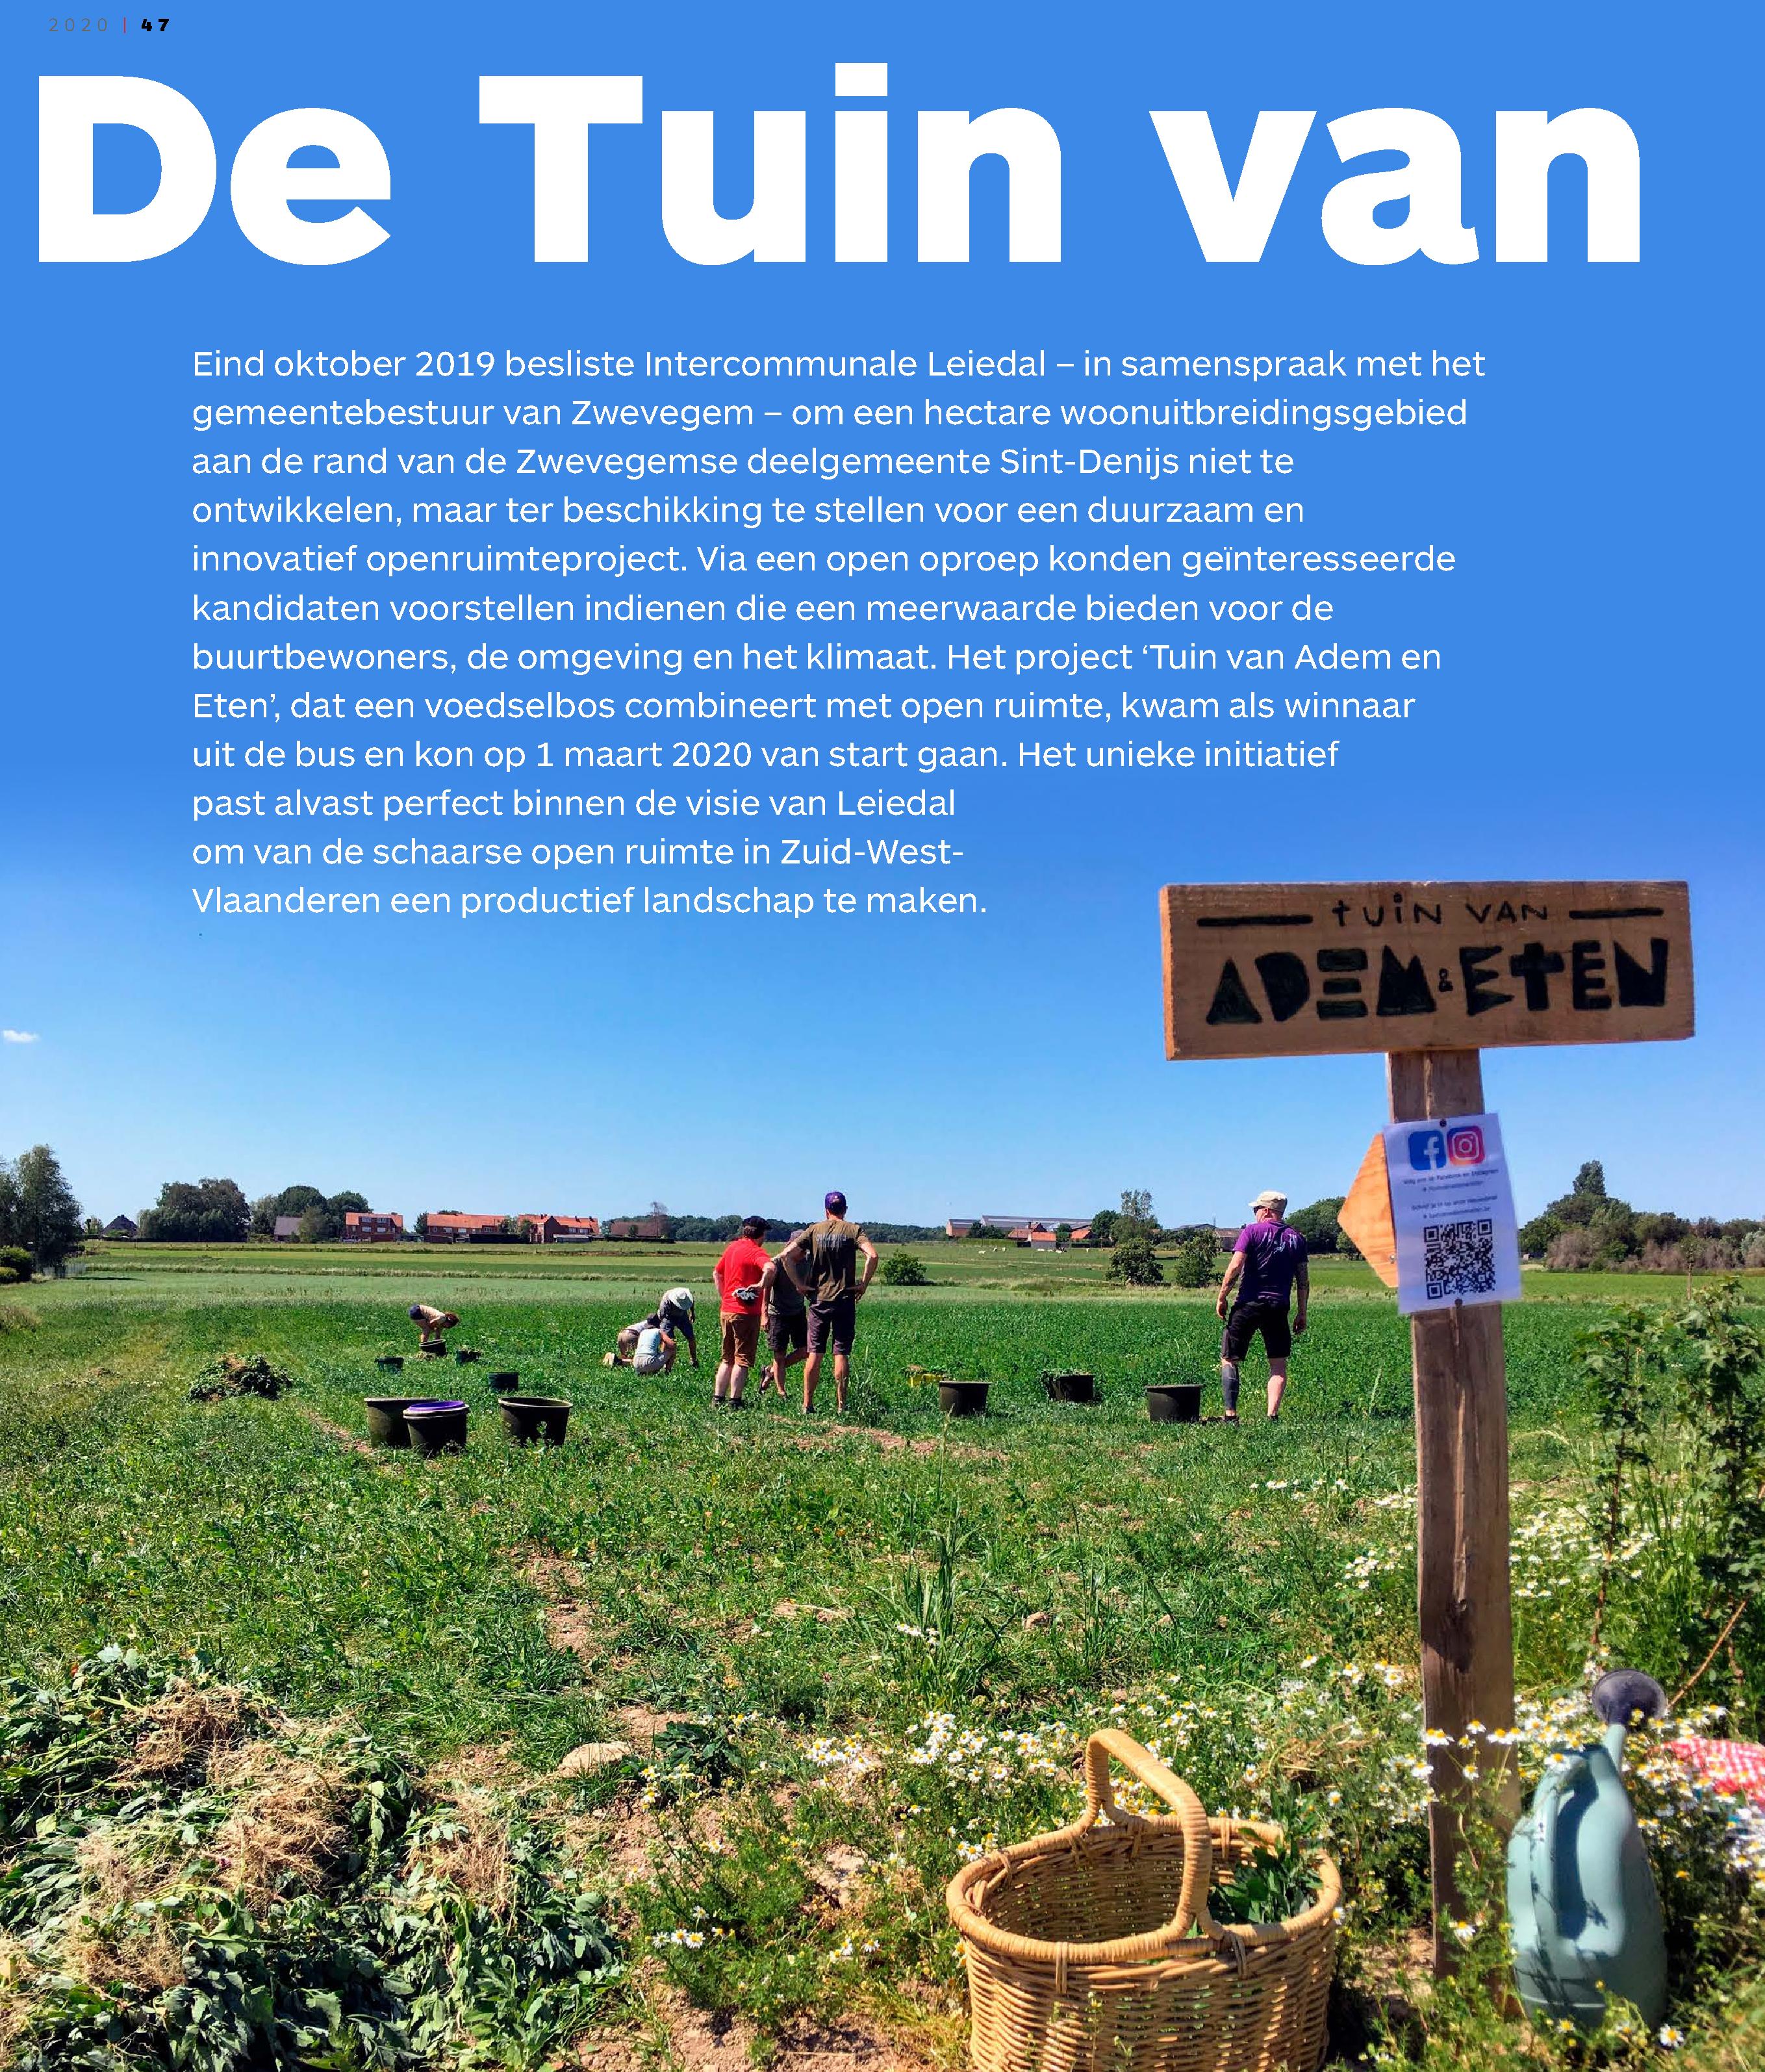 2020 | 47
De Tuin van
Eind oktober 2019 besliste Intercommunale Leiedal – in samenspraak met het
gemeentebestuur van Zwevegem – om een hectare woonuitbreidingsgebied
aan de rand van de Zwevegemse deelgemeente Sint-Denijs niet te
ontwikkelen, maar ter beschikking te stellen voor een duurzaam en
innovatief openruimteproject. Via een open oproep konden geïnteresseerde
kandidaten voorstellen indienen die een meerwaarde bieden voor de
buurtbewoners, de omgeving en het klimaat. Het project ‘Tuin van Adem en
Eten’, dat een voedselbos combineert met open ruimte, kwam als winnaar
uit de bus en kon op 1 maart 2020 van start gaan. Het unieke initiatief
past alvast perfect binnen de visie van Leiedal
om van de schaarse open ruimte in Zuid-West-
Vlaanderen een productief landschap te maken.
TUIN VAN
ADEM & ETEN